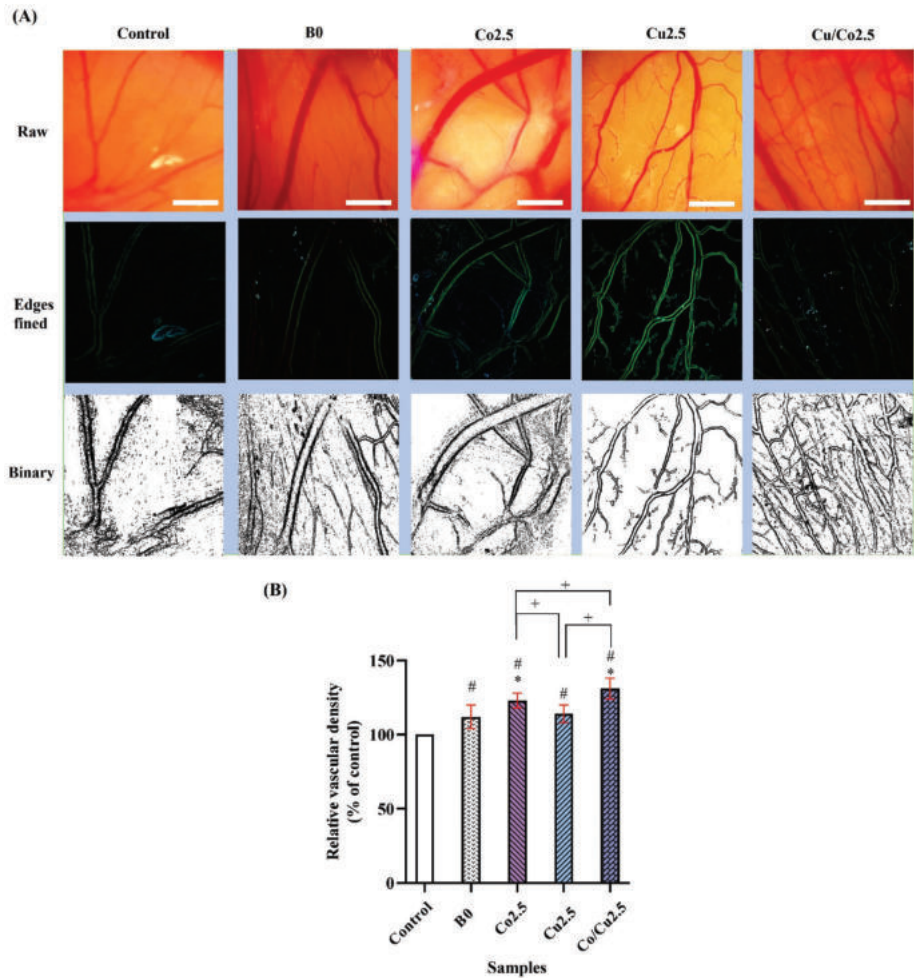 (A)
Control B0 Co2.5 Cu2.5 Cu/Co2.5
Raw
Edges
fined
Binary
(B)
+
+
+
#
#
*
#
#
*
150
100
50
0
Relative vascular density
(% of control)
Control B0 Co2.5 Cu2.5 Co/Cu2.5
Samples